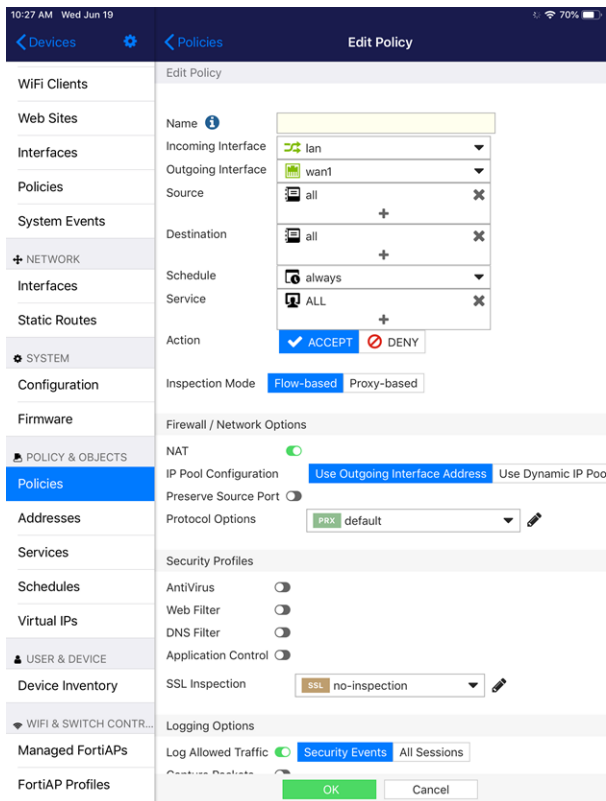 10:27 AM Wed Jun 19
70%
Devices
Policies
Edit Policy
WiFi Clients
Web Sites
Interfaces
Policies
System Events
NETWORK
Interfaces
Static Routes
SYSTEM
Configuration
Firmware
POLICY & OBJECTS
Policies
Addresses
Services
Schedules
Virtual IPs
USER & DEVICE
Device Inventory
WIFI & SWITCH CONTR...
Managed FortiAPs
FortiAP Profiles
Edit Policy
Name
Incoming Interface lan
Outgoing Interface wan1
Source all
Destination all
Schedule always
Service ALL
Action ACCEPT DENY
Inspection Mode Flow-based Proxy-based
Firewall / Network Options
NAT
IP Pool Configuration Use Outgoing Interface Address Use Dynamic IP Poo
Preserve Source Port
Protocol Options PRX default
Security Profiles
AntiVirus
Web Filter
DNS Filter
Application Control
SSL Inspection SSL no-inspection
Logging Options
Log Allowed Traffic Security Events All Sessions
Capture Packets
OK Cancel